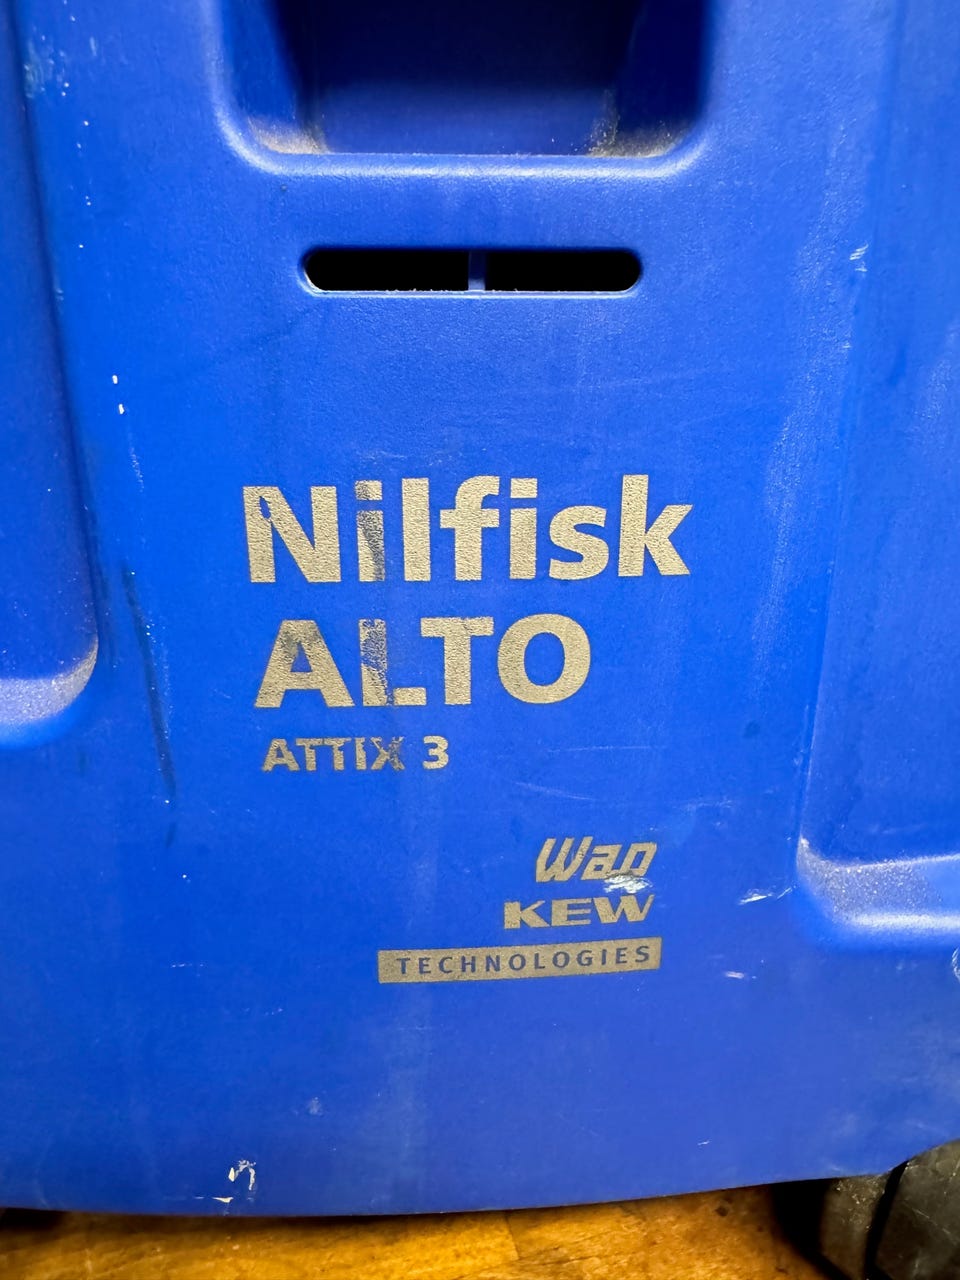 Nilfisk
ALTO
ATTIX 3
Wap
KEW
TECHNOLOGIES